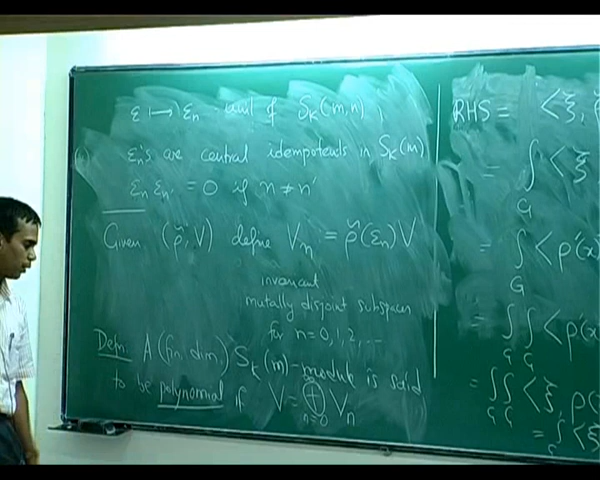 ε ⟼ εn unit of SK(m,n),
εn's are central idempotents in SK(m)
εn εn' = 0 if n ≠ n'
Given (ρ̃, V) define Vn = ρ̃(εn)V
invariant
mutally disjoint subspaces
for n = 0, 1, 2, ...
Defn: A (fin. dim.) SK(m)-module is said
to be polynomial if V = ⊕ Vn
n=0
RHS = <ξ,
= ∫ <ξ
G
= ∫ <ρ'(x)
G
= ∫∫ <ρ'(x)
G G
= ∫∫ <ξ, ρ(
G G
= ∫ <ξ
G